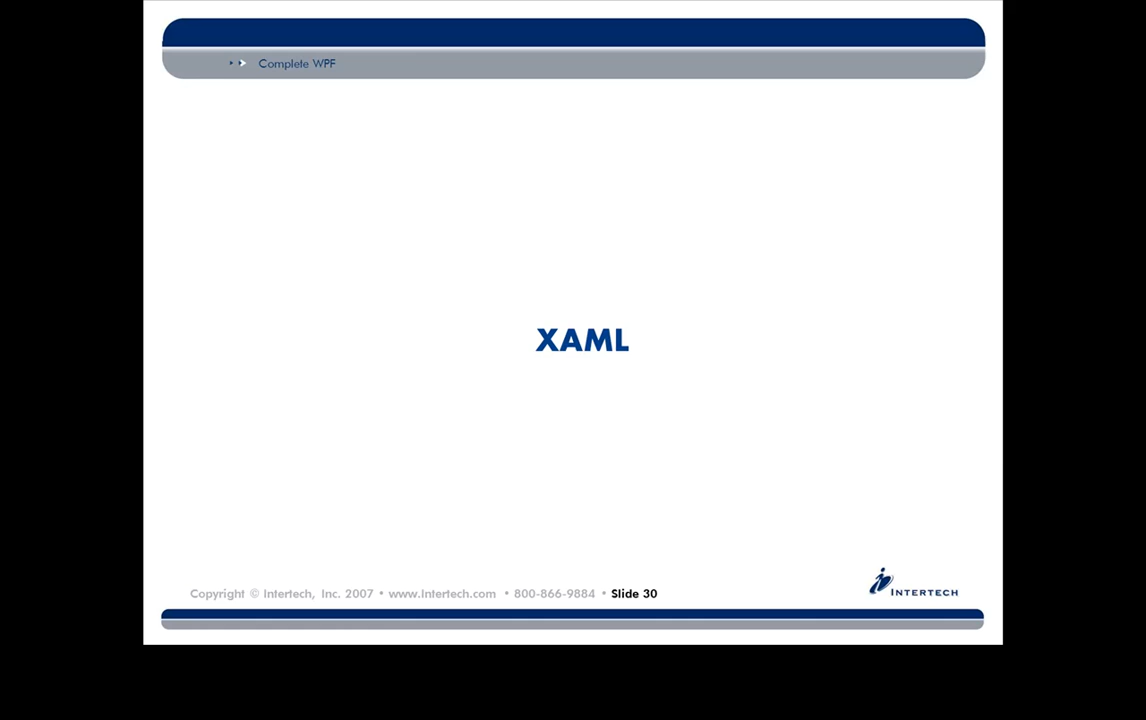 Complete WPF
XAML
Copyright © Intertech, Inc. 2007 • www.Intertech.com • 800-866-9884 • Slide 30
INTERTECH